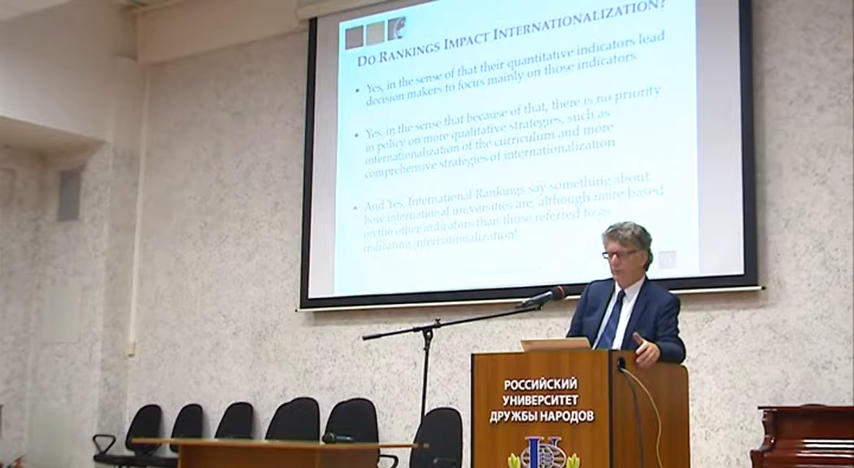 DO RANKINGS IMPACT INTERNATIONALIZATION?
• Yes, in the sense of that their quantitative indicators lead
decision makers to focus mainly on those indicators
• Yes, in the sense that because of that, there is no priority
in policy on more qualitative strategies, such as
internationalization of the curriculum and more
comprehensive strategies of internationalization
• And Yes, International Rankings say something about
how international universities are, although more based
on the other indicators than those referred to as
indicating internationalization!
РОССИЙСКИЙ
УНИВЕРСИТЕТ
ДРУЖБЫ НАРОДОВ